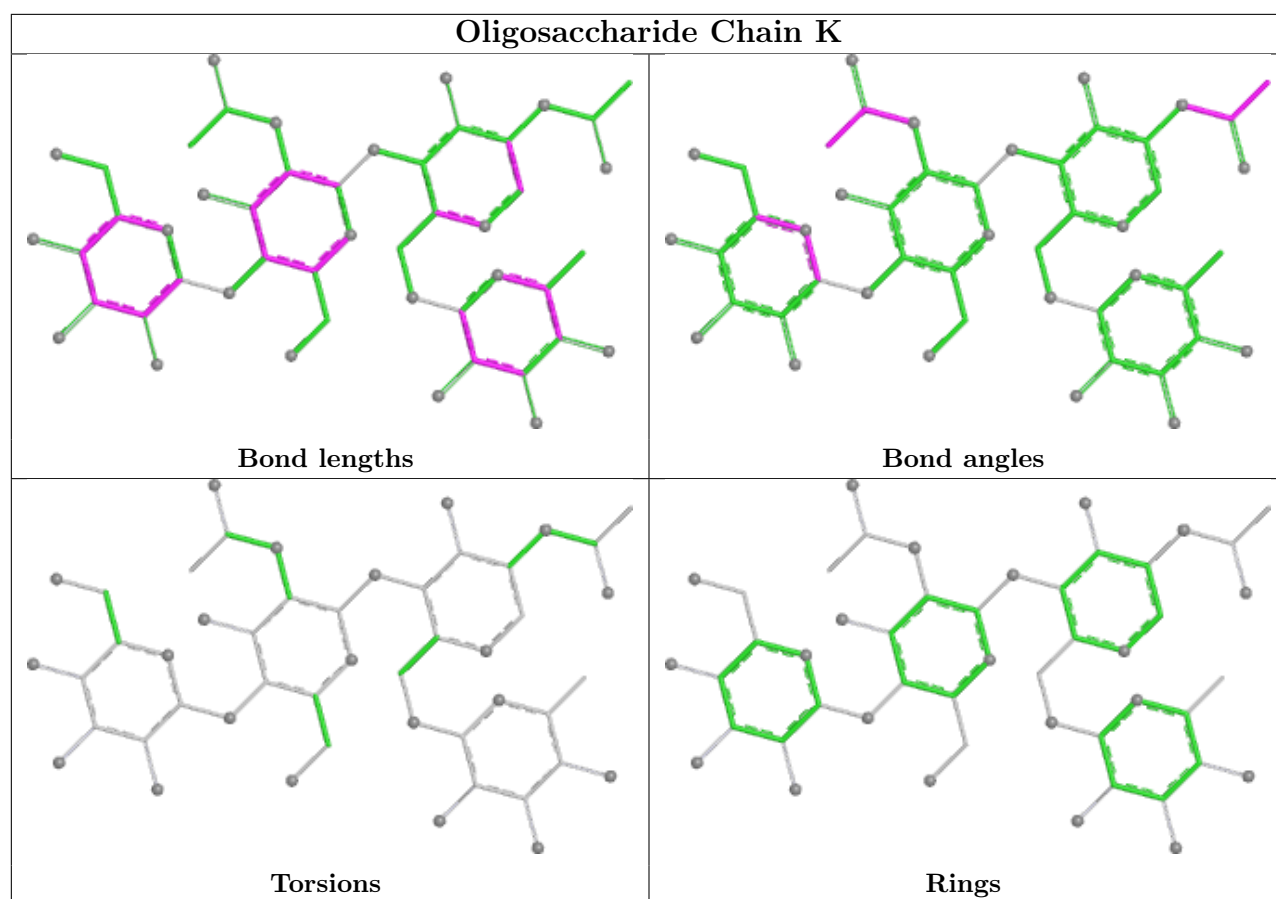 Oligosaccharide Chain K
Bond lengths
Bond angles
Torsions
Rings